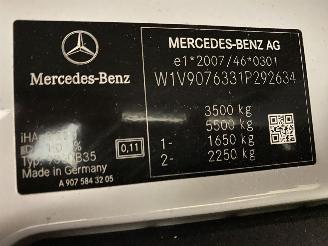 Mercedes-Benz
MERCEDES-BENZ AG
e1*2007/46*0301
W1V9076331P292634
3500 kg
5500 kg
1- 1650 kg
2- 2250 kg
0,11
Made in Germany
A 907 584 32 05